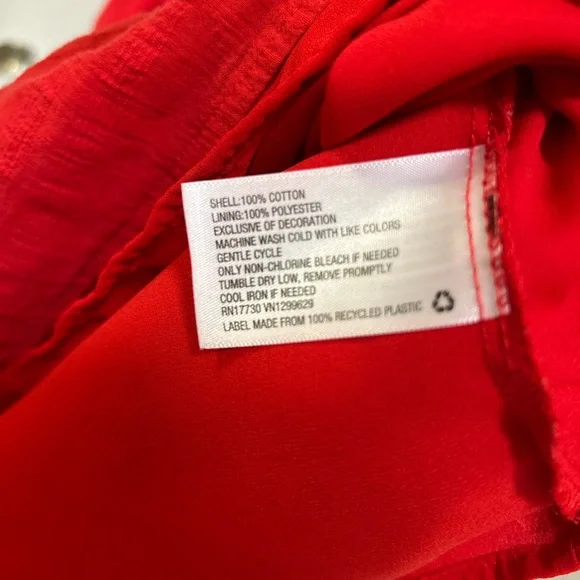 SHELL:100% COTTON
LINING:100% POLYESTER
EXCLUSIVE OF DECORATION
MACHINE WASH COLD WITH LIKE COLORS
GENTLE CYCLE
ONLY NON-CHLORINE BLEACH IF NEEDED
TUMBLE DRY LOW, REMOVE PROMPTLY
COOL IRON IF NEEDED
RN17730 VN1299629
LABEL MADE FROM 100% RECYCLED PLASTIC